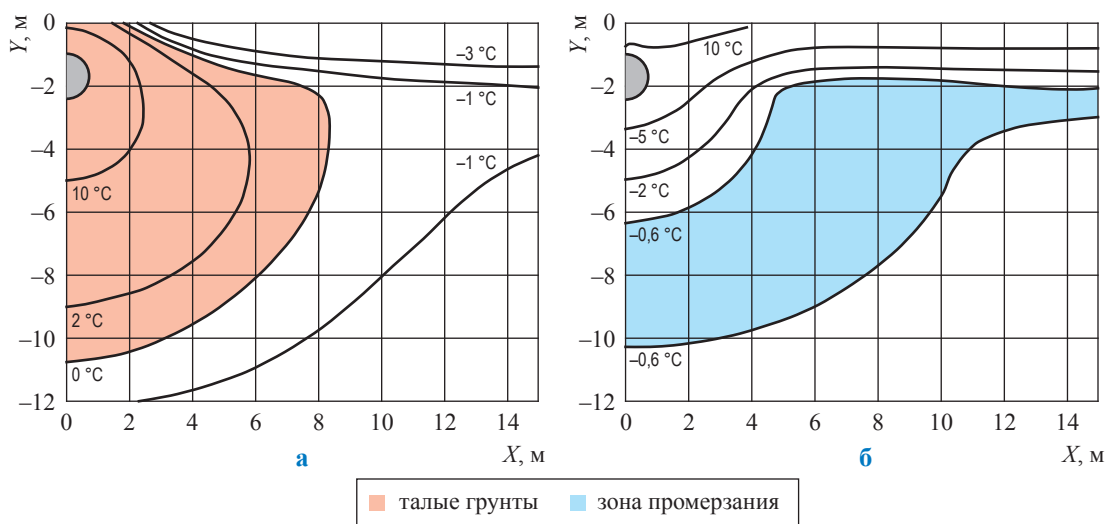 Y, м
0
–2
–4
–6
–8
–10
–12
–3 °C
–1 °C
–1 °C
10 °C
2 °C
0 °C
0 2 4 6 8 10 12 14
X, м
а
Y, м
0
–2
–4
–6
–8
–10
–12
10 °C
–5 °C
–2 °C
–0,6 °C
–0,6 °C
0 2 4 6 8 10 12 14
X, м
б
талые грунты зона промерзания